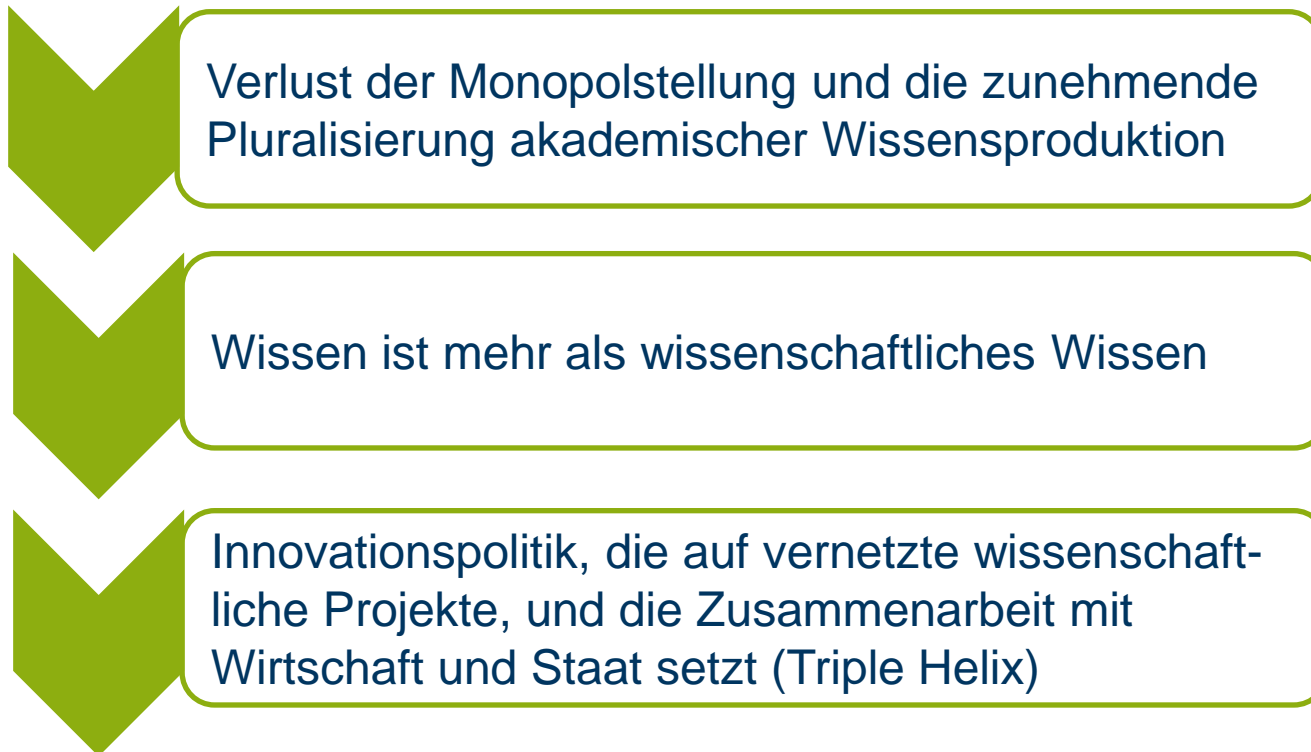 Verlust der Monopolstellung und die zunehmende
Pluralisierung akademischer Wissensproduktion
Wissen ist mehr als wissenschaftliches Wissen
Innovationspolitik, die auf vernetzte wissenschaft-
liche Projekte, und die Zusammenarbeit mit
Wirtschaft und Staat setzt (Triple Helix)